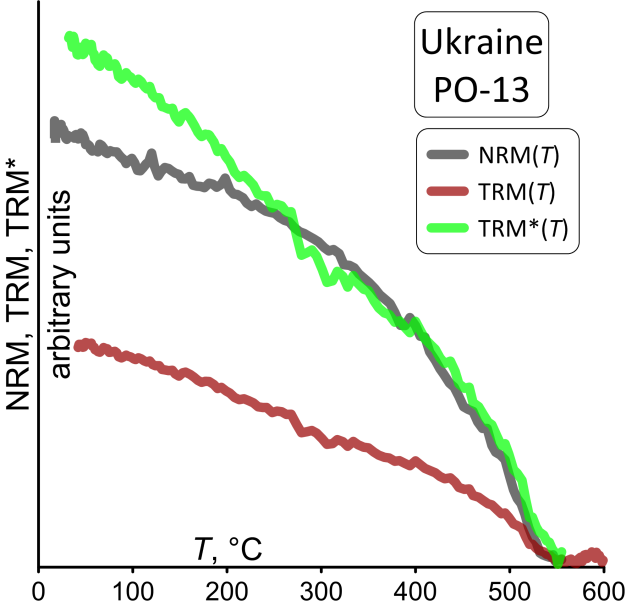 Ukraine
PO-13
NRM(T)
TRM(T)
TRM*(T)
NRM, TRM, TRM*
arbitrary units
T, °C
0 100 200 300 400 500 600